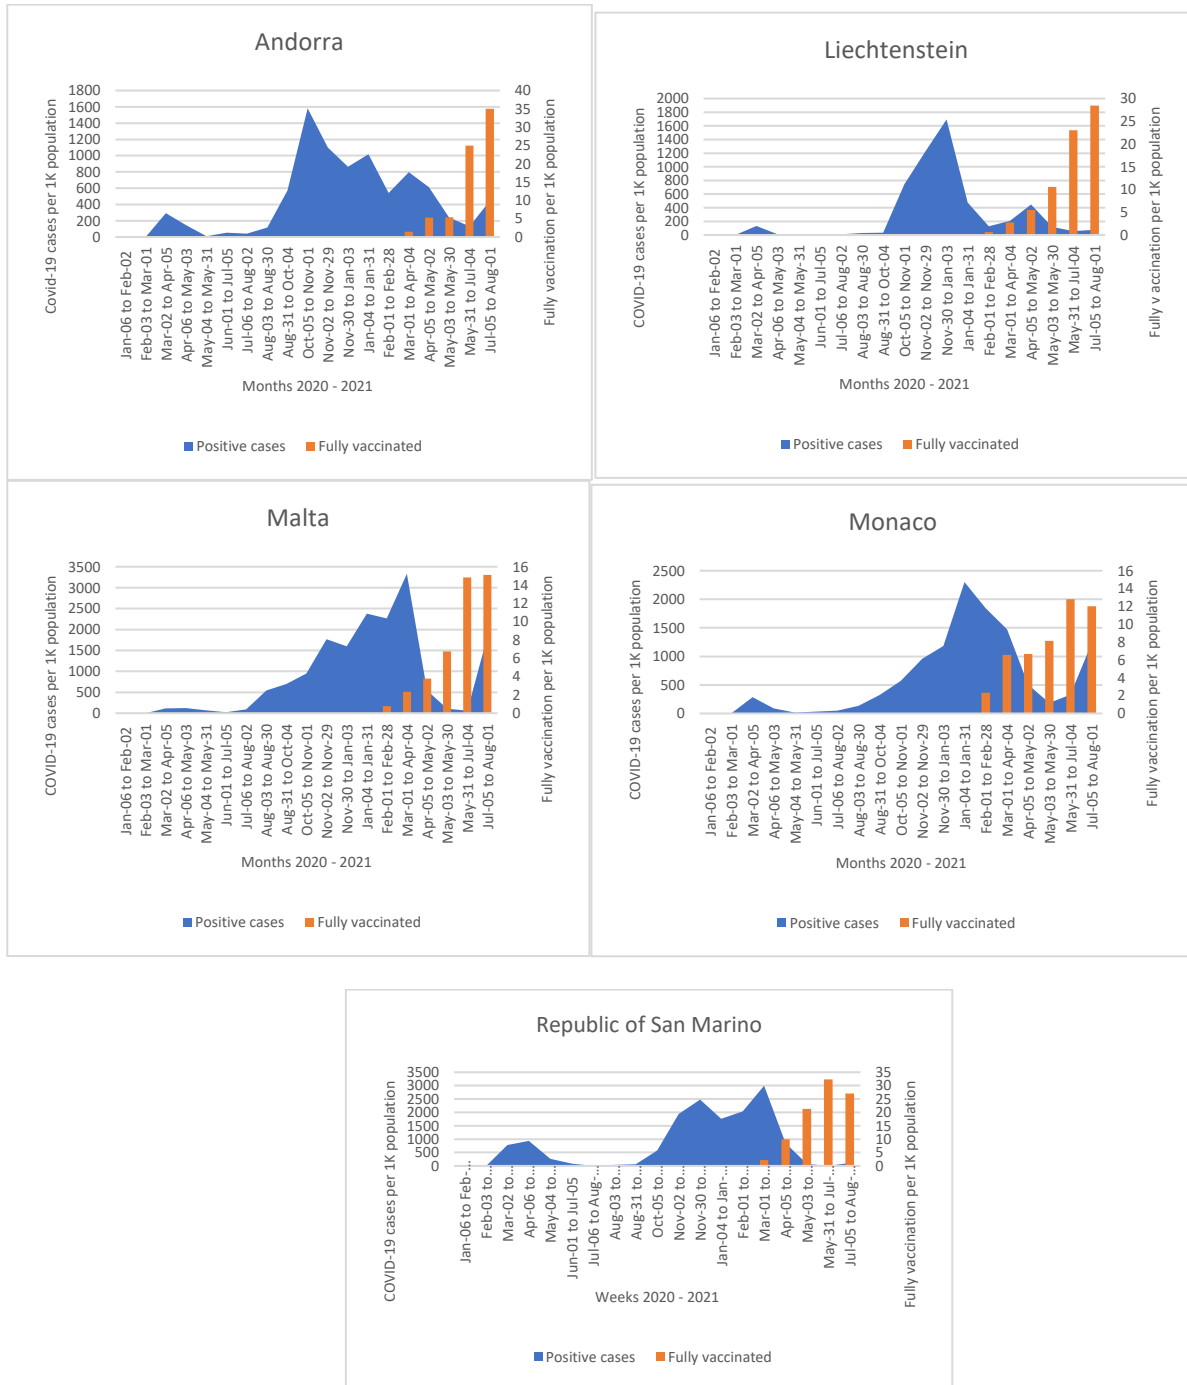 Andorra
Covid-19 cases per 1K population
1800
1600
1400
1200
1000
800
600
400
200
0
40
35
30
25
20
15
10
5
0
Fully vaccination per 1K population
Jan-06 to Feb-02
Feb-03 to Mar-01
Mar-02 to Apr-05
Apr-06 to May-03
May-04 to May-31
Jun-01 to Jul-05
Jul-06 to Aug-02
Aug-03 to Aug-30
Aug-31 to Oct-04
Oct-05 to Nov-01
Nov-02 to Nov-29
Nov-30 to Jan-03
Jan-04 to Jan-31
Feb-01 to Feb-28
Mar-01 to Apr-04
Apr-05 to May-02
May-03 to May-30
May-31 to Jul-04
Jul-05 to Aug-01
Months 2020 - 2021
Positive cases
Fully vaccinated
Liechtenstein
COVID-19 cases per 1K population
2000
1800
1600
1400
1200
1000
800
600
400
200
0
30
25
20
15
10
5
0
Fully v accination per 1K population
Jan-06 to Feb-02
Feb-03 to Mar-01
Mar-02 to Apr-05
Apr-06 to May-03
May-04 to May-31
Jun-01 to Jul-05
Jul-06 to Aug-02
Aug-03 to Aug-30
Aug-31 to Oct-04
Oct-05 to Nov-01
Nov-02 to Nov-29
Nov-30 to Jan-03
Jan-04 to Jan-31
Feb-01 to Feb-28
Mar-01 to Apr-04
Apr-05 to May-02
May-03 to May-30
May-31 to Jul-04
Jul-05 to Aug-01
Months 2020 - 2021
Positive cases
Fully vaccinated
Malta
COVID-19 cases per 1K population
3500
3000
2500
2000
1500
1000
500
0
16
14
12
10
8
6
4
2
0
Fully vaccination per 1K population
Jan-06 to Feb-02
Feb-03 to Mar-01
Mar-02 to Apr-05
Apr-06 to May-03
May-04 to May-31
Jun-01 to Jul-05
Jul-06 to Aug-02
Aug-03 to Aug-30
Aug-31 to Oct-04
Oct-05 to Nov-01
Nov-02 to Nov-29
Nov-30 to Jan-03
Jan-04 to Jan-31
Feb-01 to Feb-28
Mar-01 to Apr-04
Apr-05 to May-02
May-03 to May-30
May-31 to Jul-04
Jul-05 to Aug-01
Months 2020 - 2021
Positive cases
Fully vaccinated
Monaco
COVID-19 cases per 1K population
2500
2000
1500
1000
500
0
16
14
12
10
8
6
4
2
0
Fully vaccination per 1K population
Jan-06 to Feb-02
Feb-03 to Mar-01
Mar-02 to Apr-05
Apr-06 to May-03
May-04 to May-31
Jun-01 to Jul-05
Jul-06 to Aug-02
Aug-03 to Aug-30
Aug-31 to Oct-04
Oct-05 to Nov-01
Nov-02 to Nov-29
Nov-30 to Jan-03
Jan-04 to Jan-31
Feb-01 to Feb-28
Mar-01 to Apr-04
Apr-05 to May-02
May-03 to May-30
May-31 to Jul-04
Jul-05 to Aug-01
Months 2020 - 2021
Positive cases
Fully vaccinated
Republic of San Marino
COVID-19 cases per 1K population
3500
3000
2500
2000
1500
1000
500
0
35
30
25
20
15
10
5
0
Fully vaccination per 1K population
Jan-06 to Feb-…
Feb-03 to…
Mar-02 to…
Apr-06 to…
May-04 to…
Jun-01 to Jul-05
Jul-06 to Aug-…
Aug-03 to…
Aug-31 to…
Oct-05 to…
Nov-02 to…
Nov-30 to…
Jan-04 to Jan-…
Feb-01 to…
Mar-01 to…
Apr-05 to…
May-03 to…
May-31 to Jul-…
Jul-05 to Aug-…
Weeks 2020 - 2021
Positive cases
Fully vaccinated